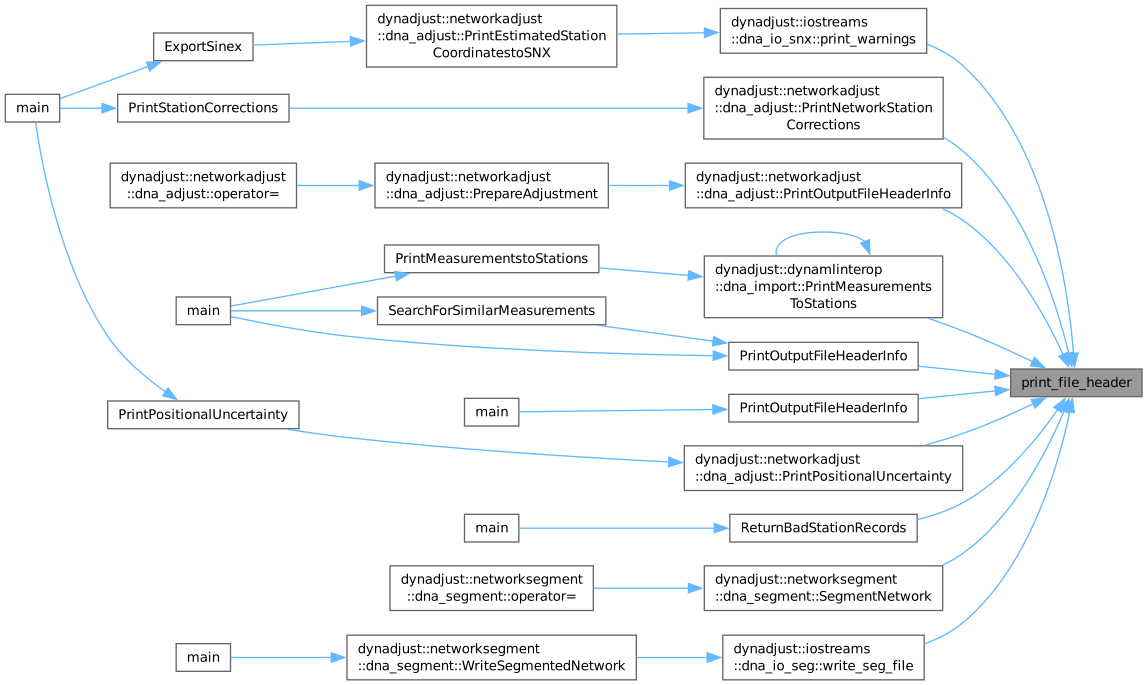 dynadjust::networkadjust
::dna_adjust::PrintEstimatedStation
CoordinatestoSNX
dynadjust::iostreams
::dna_io_snx::print_warnings
ExportSinex
main
PrintStationCorrections
dynadjust::networkadjust
::dna_adjust::PrintNetworkStation
Corrections
dynadjust::networkadjust
::dna_adjust::operator=
dynadjust::networkadjust
::dna_adjust::PrepareAdjustment
dynadjust::networkadjust
::dna_adjust::PrintOutputFileHeaderInfo
PrintMeasurementstoStations
dynadjust::dynamlinterop
::dna_import::PrintMeasurements
ToStations
main
SearchForSimilarMeasurements
PrintOutputFileHeaderInfo
print_file_header
main
PrintOutputFileHeaderInfo
PrintPositionalUncertainty
dynadjust::networkadjust
::dna_adjust::PrintPositionalUncertainty
main
ReturnBadStationRecords
dynadjust::networksegment
::dna_segment::operator=
dynadjust::networksegment
::dna_segment::SegmentNetwork
main
dynadjust::networksegment
::dna_segment::WriteSegmentedNetwork
dynadjust::iostreams
::dna_io_seg::write_seg_file